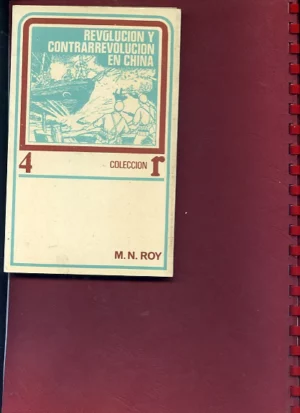 REVOLUCION Y
CONTRARREVOLUCION
EN CHINA
4
COLECCION r
M. N. ROY